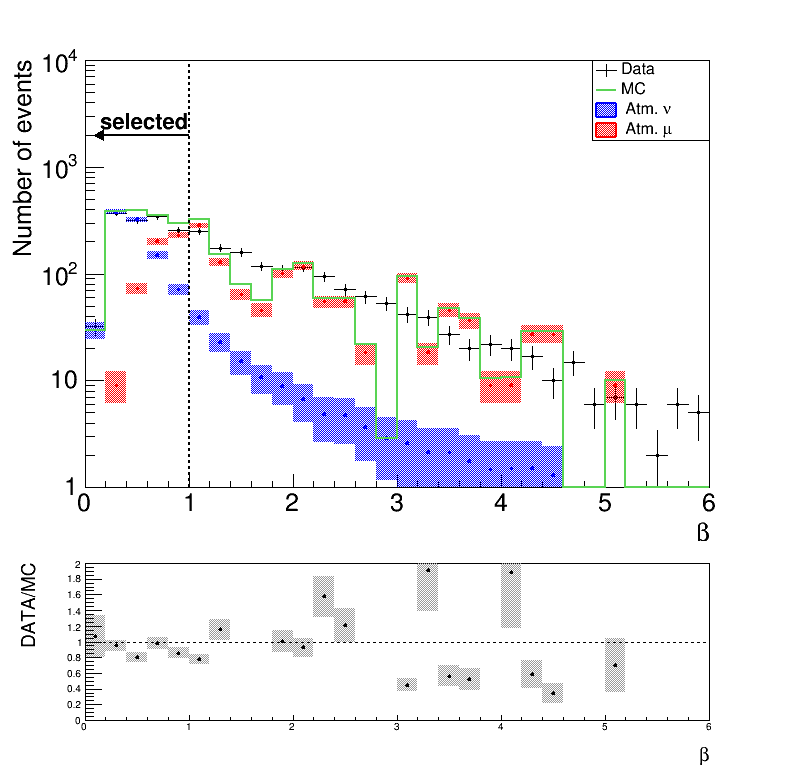 Number of events
10⁴
10³
10²
10
1
selected
Data
MC
Atm. ν
Atm. μ
0 1 2 3 4 5 6
β
DATA/MC
2
1.8
1.6
1.4
1.2
1
0.8
0.6
0.4
0.2
0
0 1 2 3 4 5 6
β